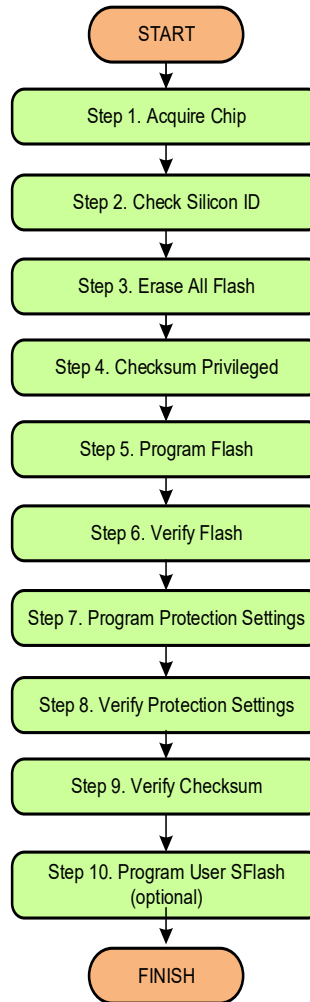 START
Step 1. Acquire Chip
Step 2. Check Silicon ID
Step 3. Erase All Flash
Step 4. Checksum Privileged
Step 5. Program Flash
Step 6. Verify Flash
Step 7. Program Protection Settings
Step 8. Verify Protection Settings
Step 9. Verify Checksum
Step 10. Program User SFlash
(optional)
FINISH